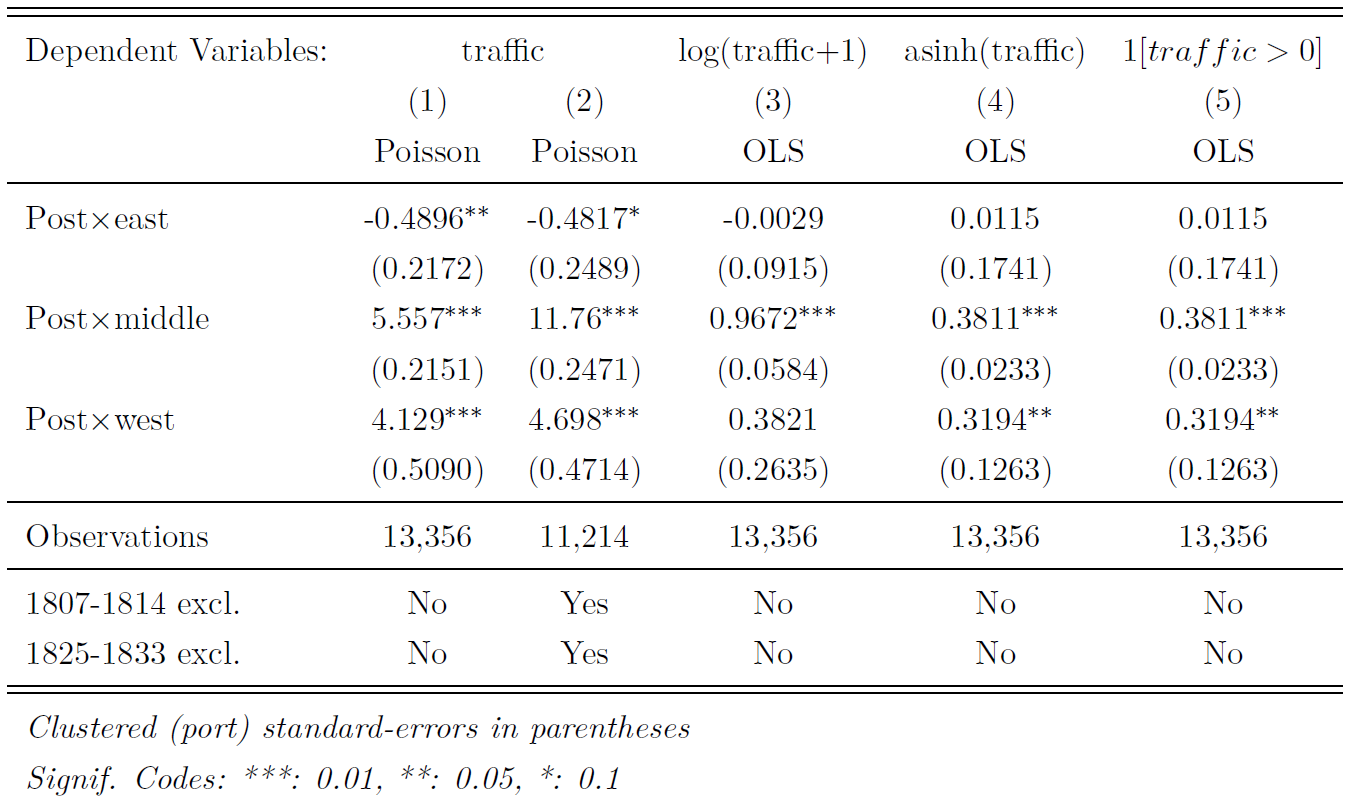 Dependent Variables: traffic log(traffic+1) asinh(traffic) 1[traffic > 0]
(1) (2) (3) (4) (5)
Poisson Poisson OLS OLS OLS
Post×east -0.4896** -0.4817* -0.0029 0.0115 0.0115
(0.2172) (0.2489) (0.0915) (0.1741) (0.1741)
Post×middle 5.557*** 11.76*** 0.9672*** 0.3811*** 0.3811***
(0.2151) (0.2471) (0.0584) (0.0233) (0.0233)
Post×west 4.129*** 4.698*** 0.3821 0.3194** 0.3194**
(0.5090) (0.4714) (0.2635) (0.1263) (0.1263)
Observations 13,356 11,214 13,356 13,356 13,356
1807-1814 excl. No Yes No No No
1825-1833 excl. No Yes No No No
Clustered (port) standard-errors in parentheses
Signif. Codes: ***: 0.01, **: 0.05, *: 0.1